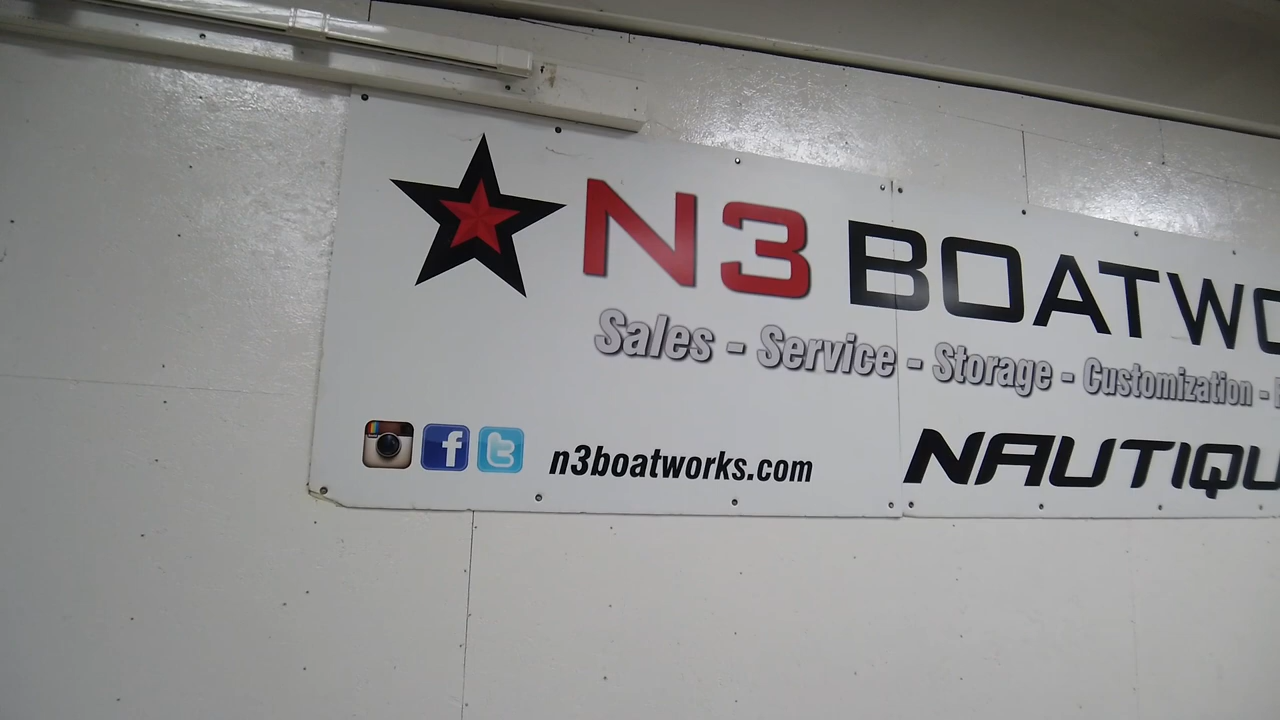 N3 BOATWO
Sales - Service - Storage - Customization -
n3boatworks.com
NAUTIQU